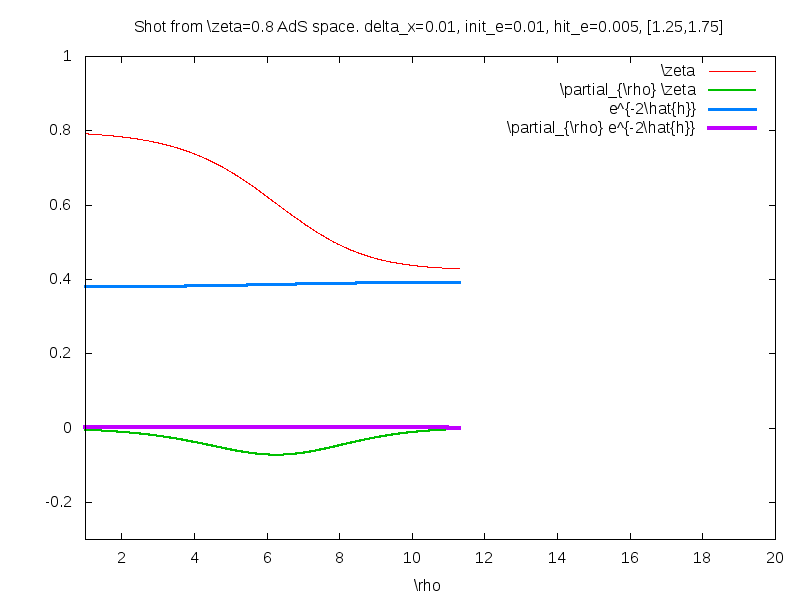 Shot from \zeta=0.8 AdS space. delta_x=0.01, init_e=0.01, hit_e=0.005, [1.25,1.75]
\zeta
\partial_{\rho} \zeta
e^{-2\hat{h}}
\partial_{\rho} e^{-2\hat{h}}
1
0.8
0.6
0.4
0.2
0
-0.2
2 4 6 8 10 12 14 16 18 20
\rho